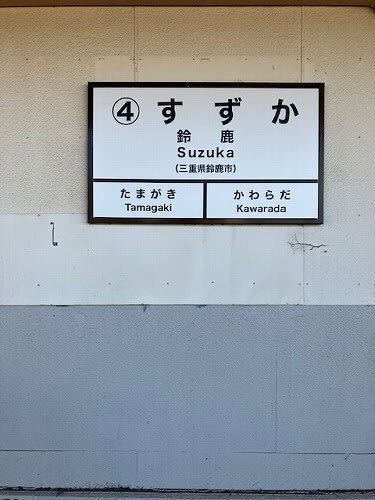 ④ すずか
鈴鹿
Suzuka
(三重県鈴鹿市)
たまがき
Tamagaki
かわらだ
Kawarada